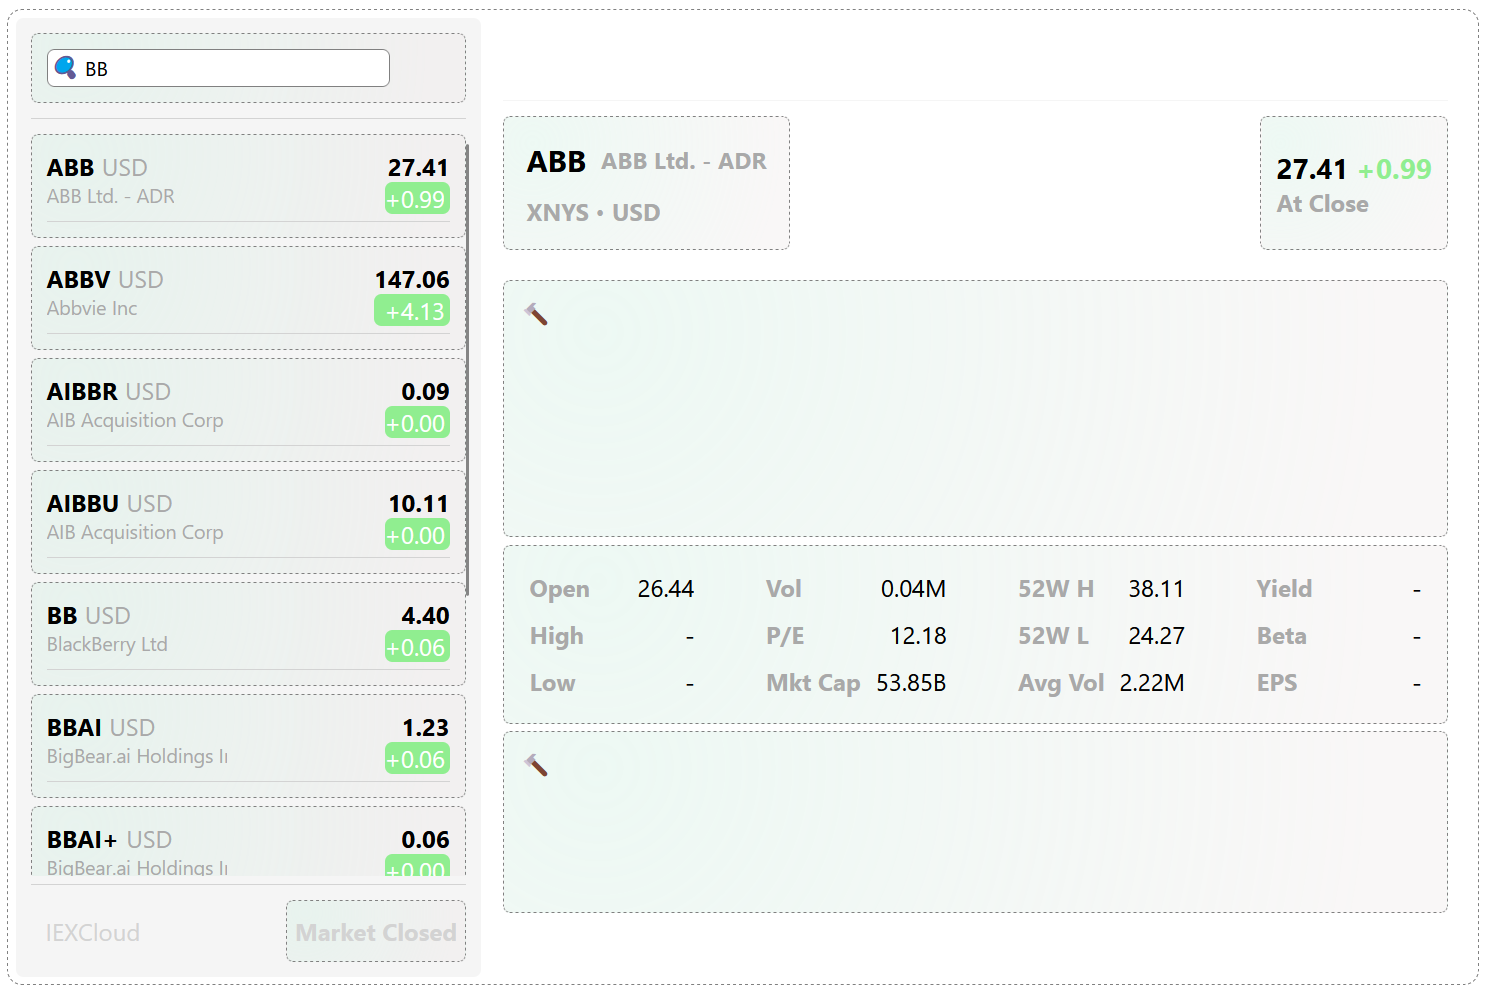 BB
ABB USD 27.41
ABB Ltd. - ADR +0.99
ABBV USD 147.06
Abbvie Inc +4.13
AIBBR USD 0.09
AIB Acquisition Corp +0.00
AIBBU USD 10.11
AIB Acquisition Corp +0.00
BB USD 4.40
BlackBerry Ltd +0.06
BBAI USD 1.23
BigBear.ai Holdings +0.06
BBAI+ USD 0.06
BigBear.ai Holdings +0.00
IEXCloud Market Closed
ABB ABB Ltd. - ADR
XNYS • USD
27.41 +0.99
At Close
Open 26.44 Vol 0.04M 52W H 38.11 Yield -
High - P/E 12.18 52W L 24.27 Beta -
Low - Mkt Cap 53.85B Avg Vol 2.22M EPS -